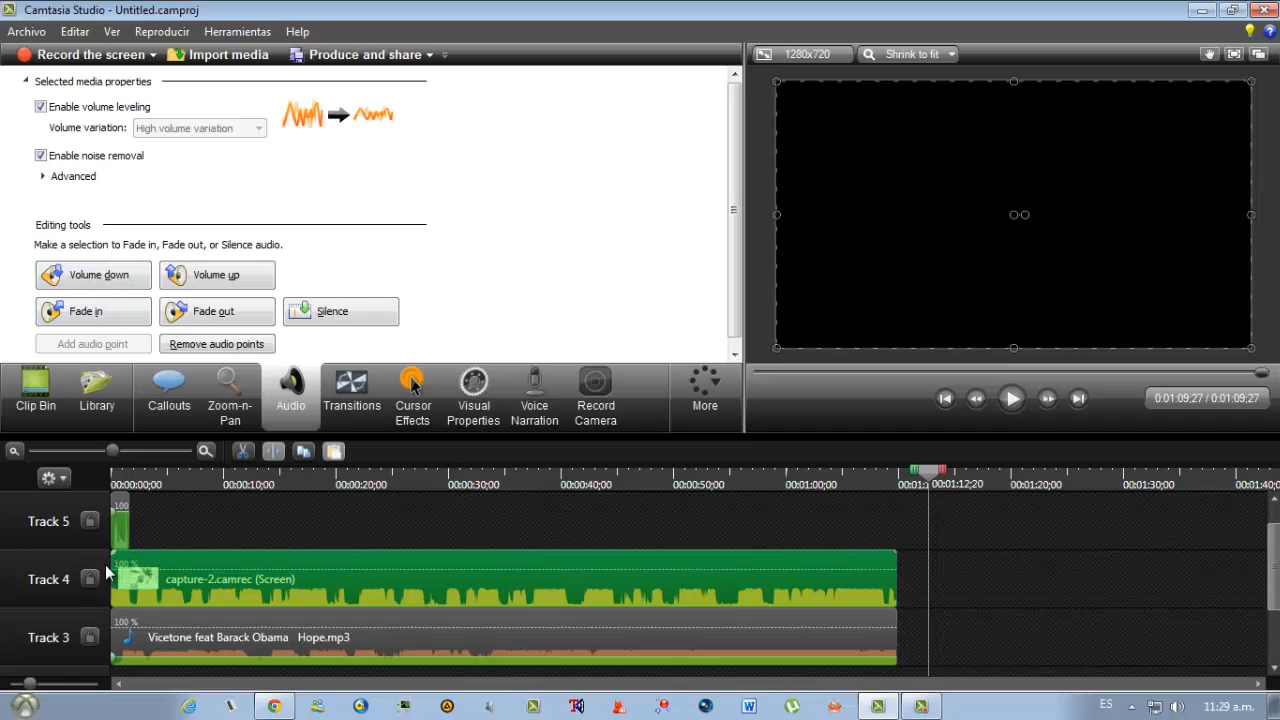 Camtasia Studio - Untitled.camproj
Archivo Editar Ver Reproducir Herramientas Help
Record the screen Import media Produce and share
1280x720 Shrink to fit
Selected media properties
Enable volume leveling
Volume variation: High volume variation
Enable noise removal
Advanced
Editing tools
Make a selection to Fade in, Fade out, or Silence audio.
Volume down Volume up
Fade in Fade out Silence
Add audio point Remove audio points
Clip Bin Library Callouts Zoom-n-Pan Audio Transitions Cursor Effects Visual Properties Voice Narration Record Camera More
0:01:09;27 / 0:01:09;27
00:00:00;00 00:00:10;00 00:00:20;00 00:00:30;00 00:00:40;00 00:00:50;00 00:01:00;00 00:01: 00:01:12;20 00:01:20;00 00:01:30;00 00:01:40;0
Track 5 100
Track 4 100 % capture-2.camrec (Screen)
Track 3 100 % Vicetone feat Barack Obama Hope.mp3
ES 11:29 a.m.